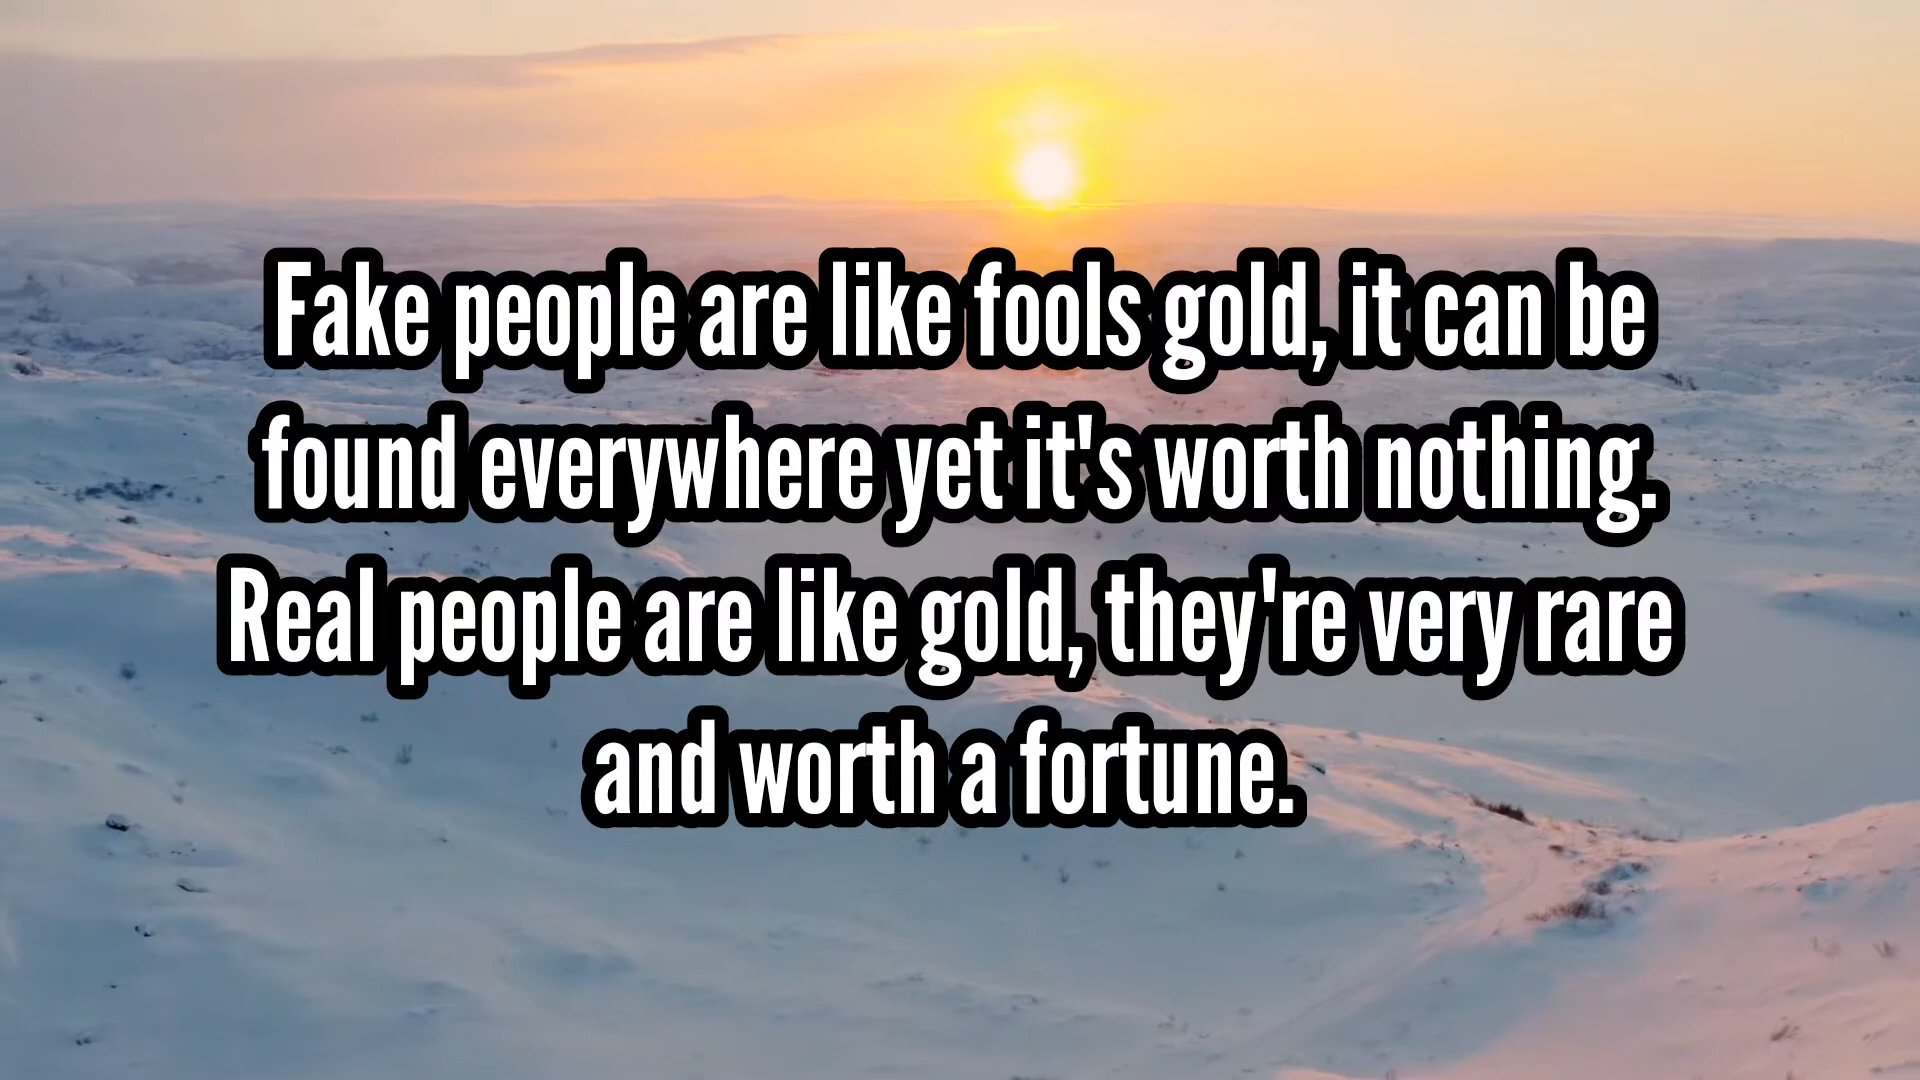 Fake people are like fools gold, it can be
found everywhere yet it's worth nothing.
Real people are like gold, they're very rare
and worth a fortune.